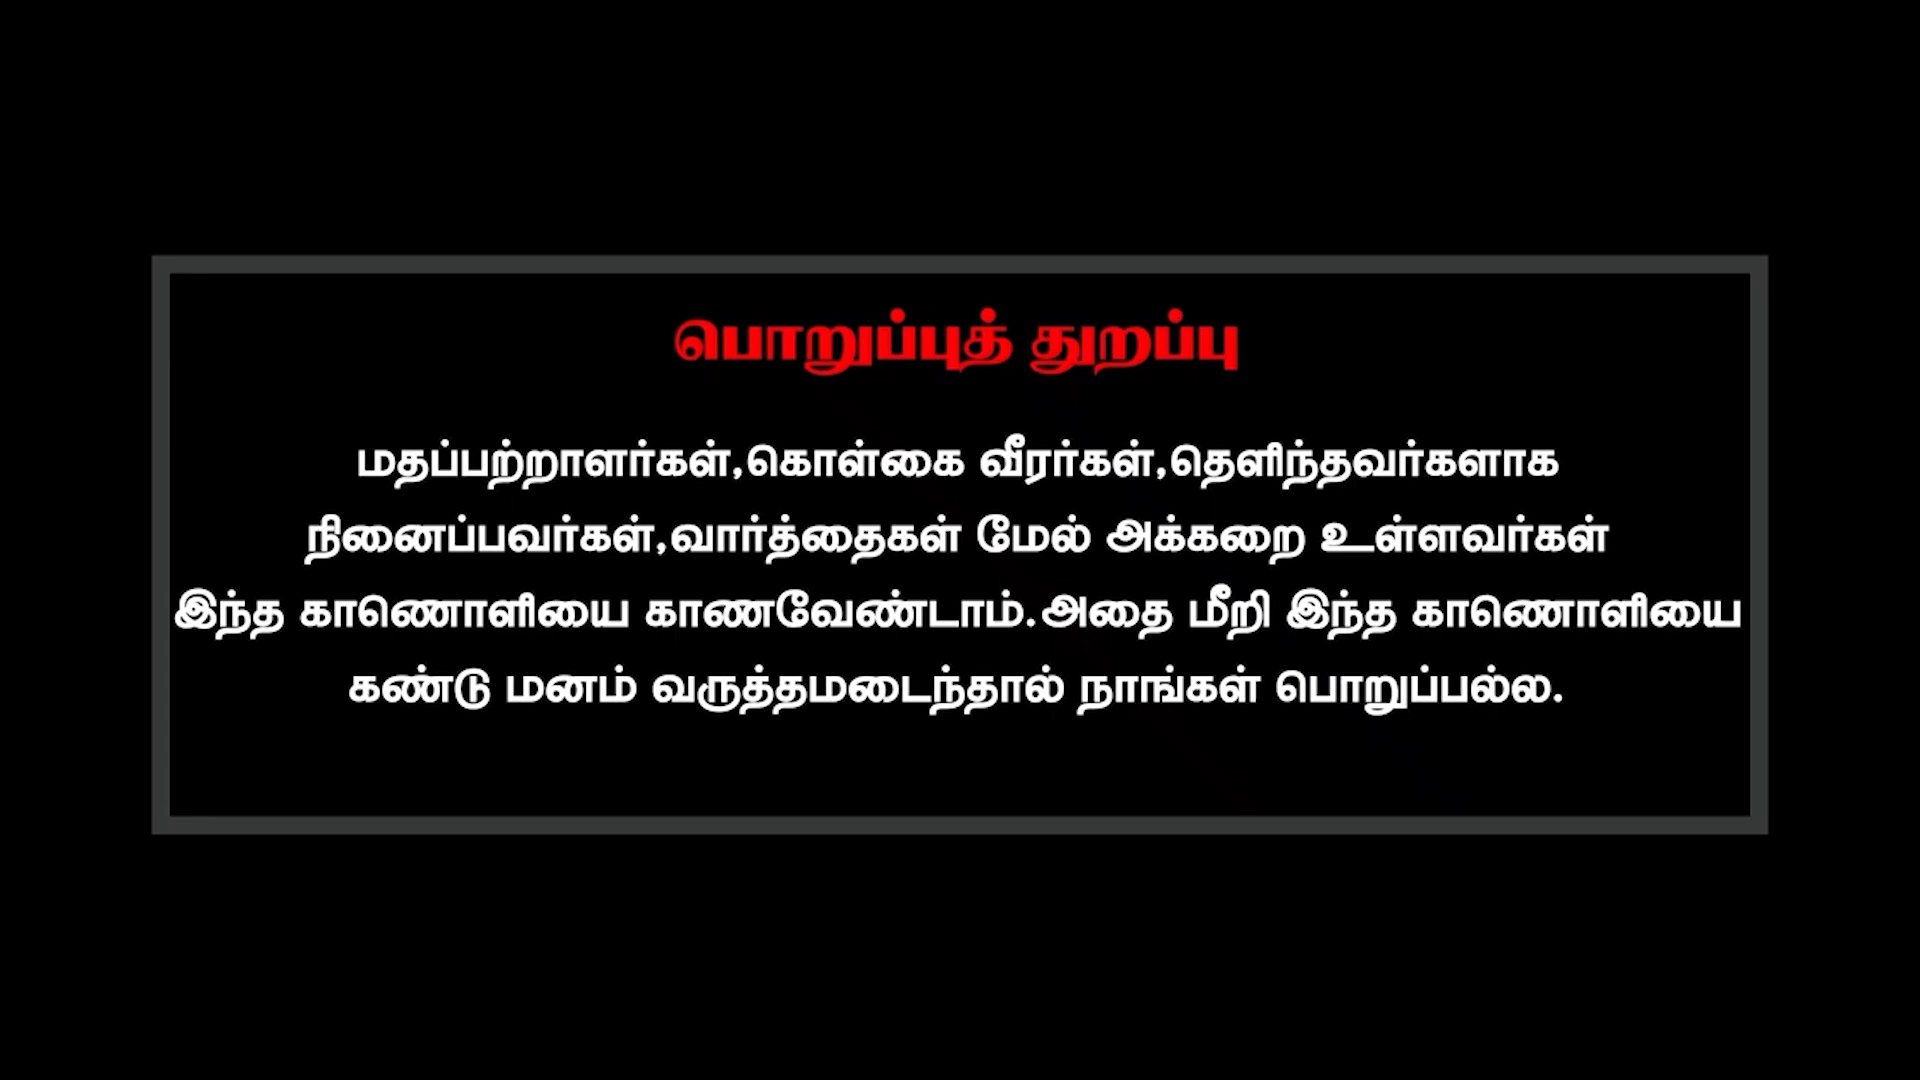 பொறுப்புத் துறப்பு
மதப்பற்றாளர்கள்,கொள்கை வீரர்கள்,தெளிந்தவர்களாக
நினைப்பவர்கள்,வார்த்தைகள் மேல் அக்கறை உள்ளவர்கள்
இந்த காணொளியை காணவேண்டாம்.அதை மீறி இந்த காணொளியை
கண்டு மனம் வருத்தமடைந்தால் நாங்கள் பொறுப்பல்ல.